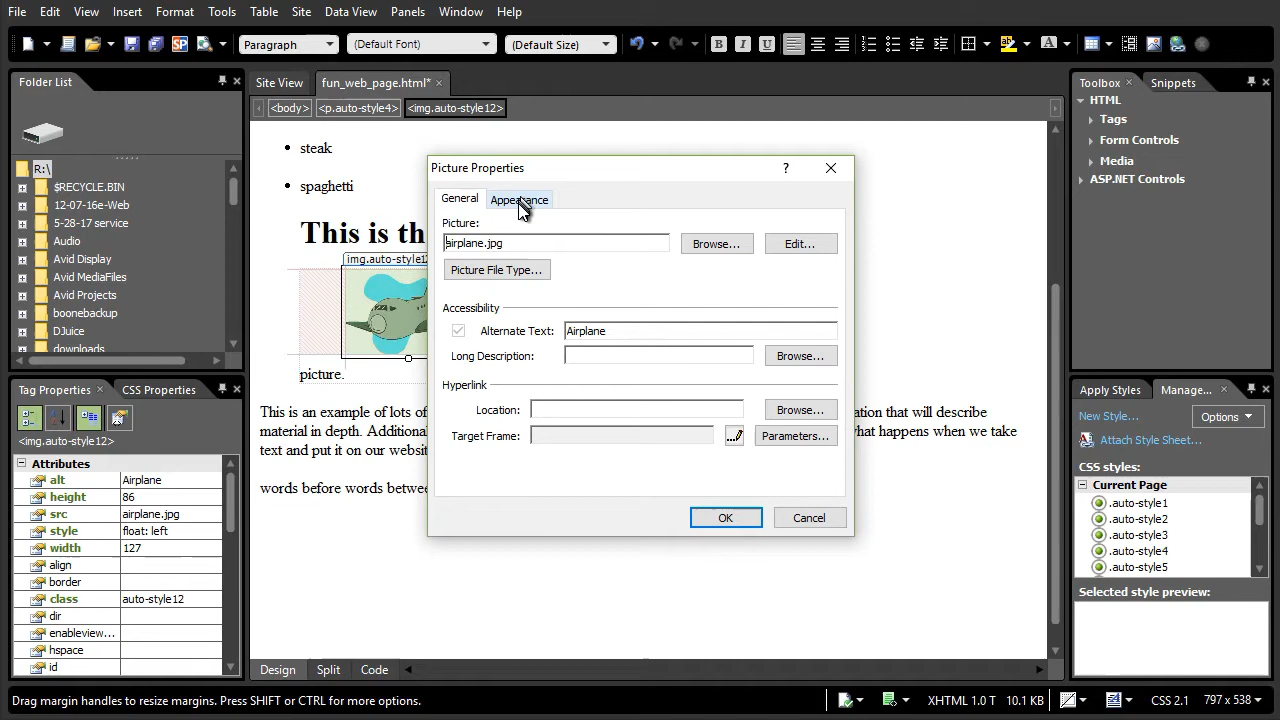 File Edit View Insert Format Tools Table Site Data View Panels Window Help
Paragraph (Default Font) (Default Size) B I U A
Folder List
R:\
$RECYCLE.BIN
12-07-16e-Web
5-28-17 service
Audio
Avid Display
Avid MediaFiles
Avid Projects
boonebackup
DJuice
downloads
Site View fun_web_page.html*
<body> <p.auto-style4> <img.auto-style12>
steak
spaghetti
This is th
img.auto-style12
picture.
This is an example of lots of
material in depth. Additional
text and put it on our websit
words before words betwee
ation that will describe
what happens when we take
Picture Properties ?
General Appearance
Picture:
airplane.jpg Browse... Edit...
Picture File Type...
Accessibility
Alternate Text: Airplane
Long Description: Browse...
Hyperlink
Location: Browse...
Target Frame: Parameters...
OK Cancel
Tag Properties CSS Properties
<img.auto-style12>
Attributes
alt Airplane
height 86
src airplane.jpg
style float: left
width 127
align
border
class auto-style12
dir
enableview...
hspace
id
Toolbox Snippets
HTML
Tags
Form Controls
Media
ASP.NET Controls
Apply Styles Manage...
New Style... Options
Attach Style Sheet...
CSS styles:
Current Page
.auto-style1
.auto-style2
.auto-style3
.auto-style4
.auto-style5
Selected style preview:
Design Split Code
Drag margin handles to resize margins. Press SHIFT or CTRL for more options.
XHTML 1.0 T 10.1 KB CSS 2.1 797 x 538